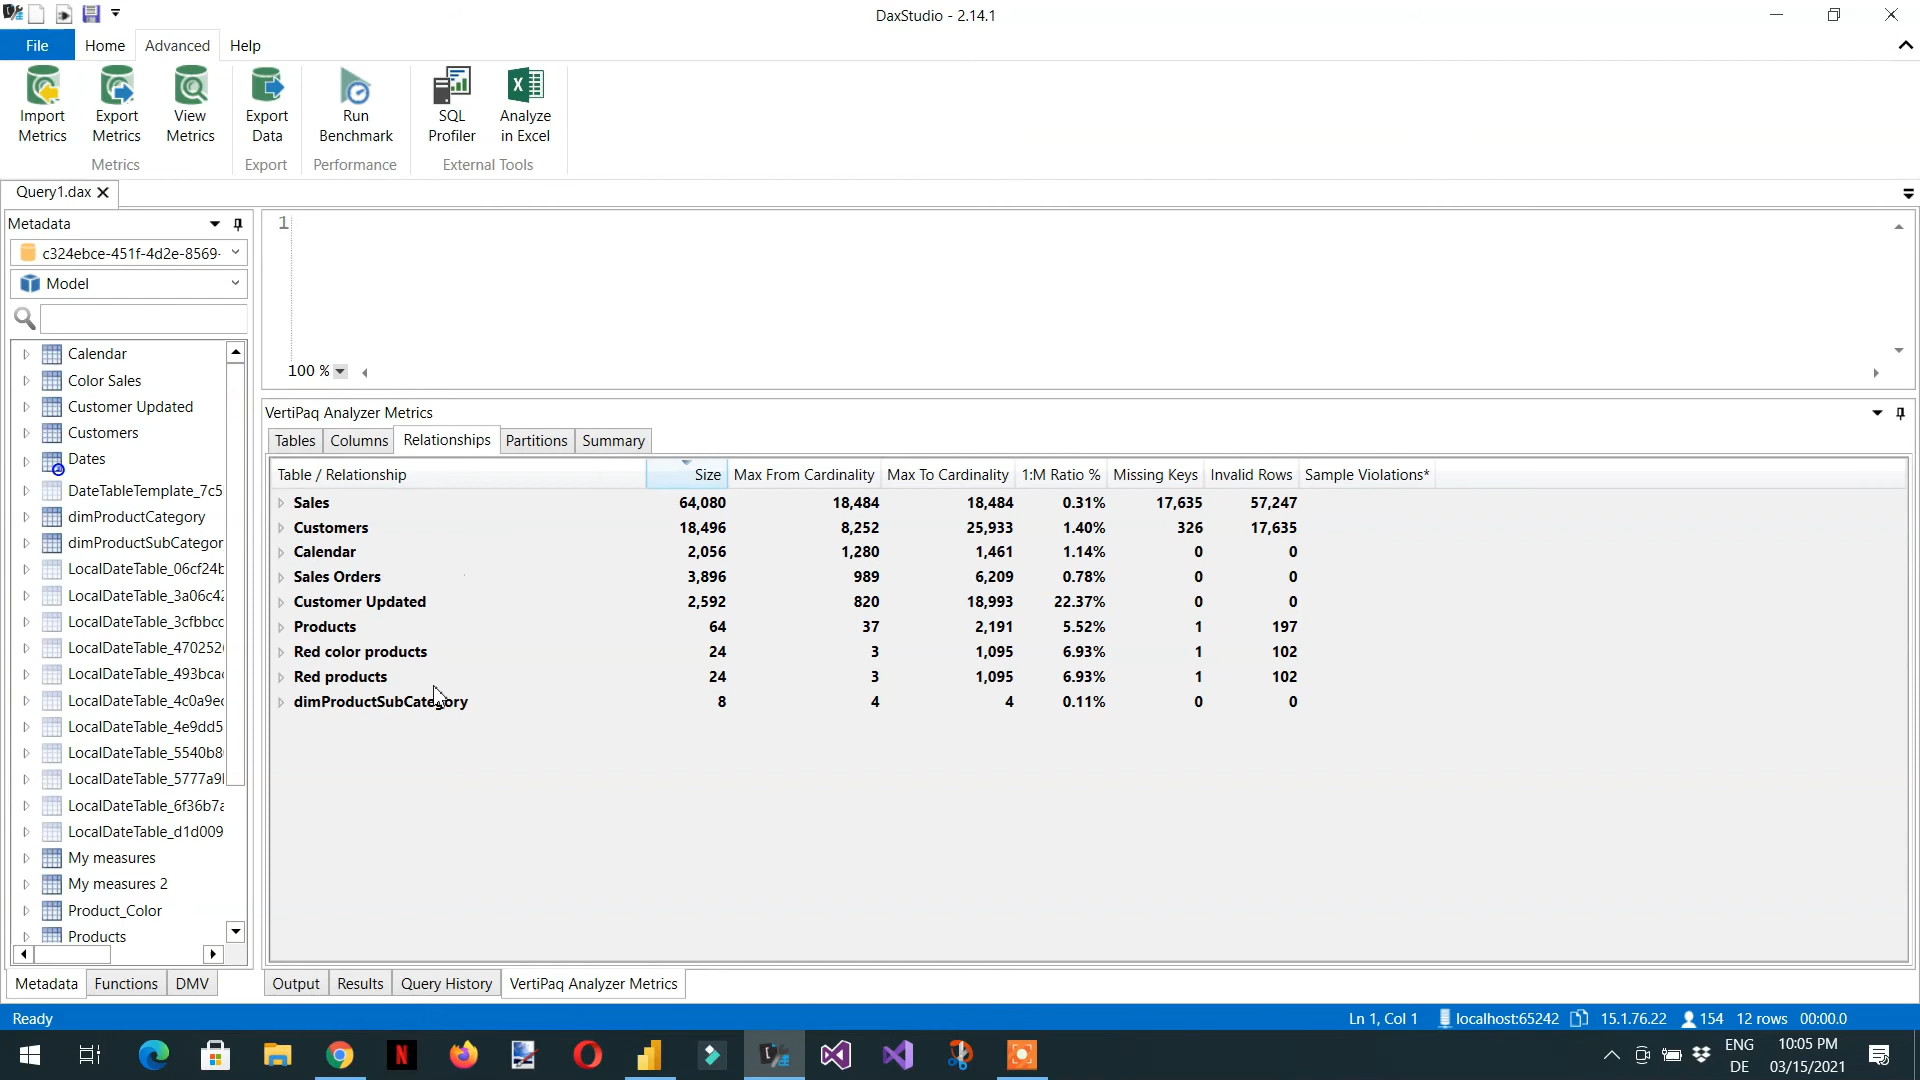 DaxStudio - 2.14.1
File Home Advanced Help
Import Metrics
Export Metrics
View Metrics
Export Data
Run Benchmark
SQL Profiler
Analyze in Excel
Metrics Export Performance External Tools
Query1.dax
Metadata
c324ebce-451f-4d2e-8569-
Model
Calendar
Color Sales
Customer Updated
Customers
Dates
DateTableTemplate_7c5
dimProductCategory
dimProductSubCategor
LocalDateTable_06cf24b
LocalDateTable_3a06c42
LocalDateTable_3cfbbcc
LocalDateTable_470252
LocalDateTable_493bcac
LocalDateTable_4c0a9ec
LocalDateTable_4e9dd5
LocalDateTable_5540b8
LocalDateTable_5777a9
LocalDateTable_6f36b7a
LocalDateTable_d1d009
My measures
My measures 2
Product_Color
Products
Metadata Functions DMV
1
100 %
VertiPaq Analyzer Metrics
Tables Columns Relationships Partitions Summary
Table / Relationship Size Max From Cardinality Max To Cardinality 1:M Ratio % Missing Keys Invalid Rows Sample Violations*
Sales 64,080 18,484 18,484 0.31% 17,635 57,247
Customers 18,496 8,252 25,933 1.40% 326 17,635
Calendar 2,056 1,280 1,461 1.14% 0 0
Sales Orders 3,896 989 6,209 0.78% 0 0
Customer Updated 2,592 820 18,993 22.37% 0 0
Products 64 37 2,191 5.52% 1 197
Red color products 24 3 1,095 6.93% 1 102
Red products 24 3 1,095 6.93% 1 102
dimProductSubCategory 8 4 4 0.11% 0 0
Output Results Query History VertiPaq Analyzer Metrics
Ready Ln 1, Col 1 localhost:65242 15.1.76.22 154 12 rows 00:00.0
ENG
DE
10:05 PM
03/15/2021